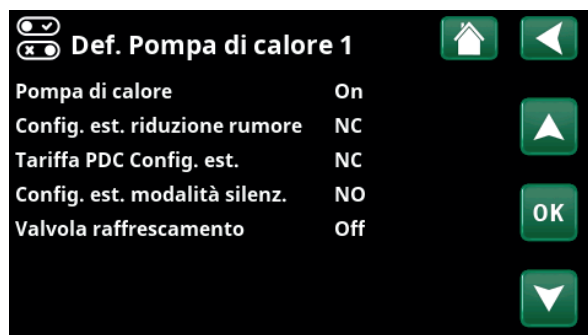 Def. Pompa di calore 1
Pompa di calore On
Config. est. riduzione rumore NC
Tariffa PDC Config. est. NC
Config. est. modalità silenz. NO
Valvola raffrescamento Off
OK